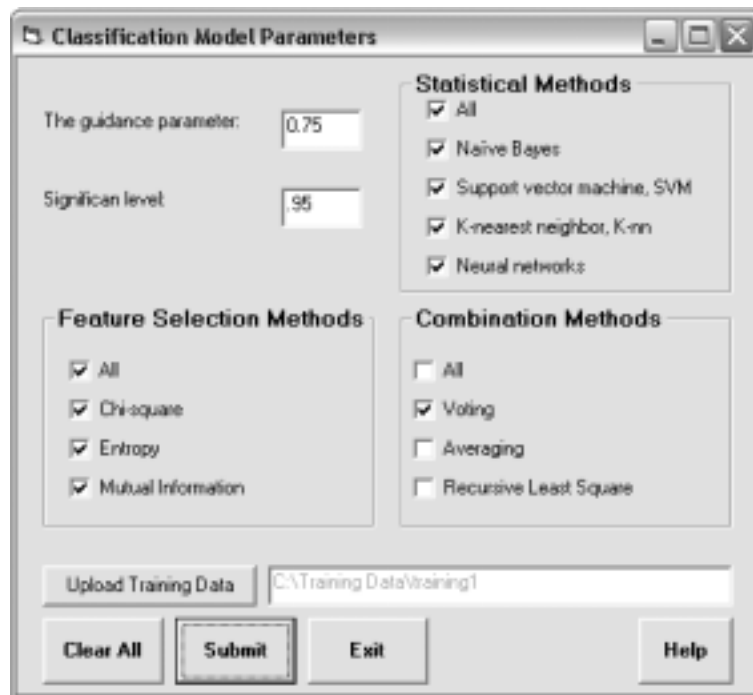 Classification Model Parameters
The guidance parameter:
0.75
Significan level:
.95
Statistical Methods
All
Naïve Bayes
Support vector machine, SVM
K-nearest neighbor, K-nn
Neural networks
Feature Selection Methods
All
Chi-square
Entropy
Mutual Information
Combination Methods
All
Voting
Averaging
Recursive Least Square
Upload Training Data
C:\Training Data\training1
Clear All
Submit
Exit
Help